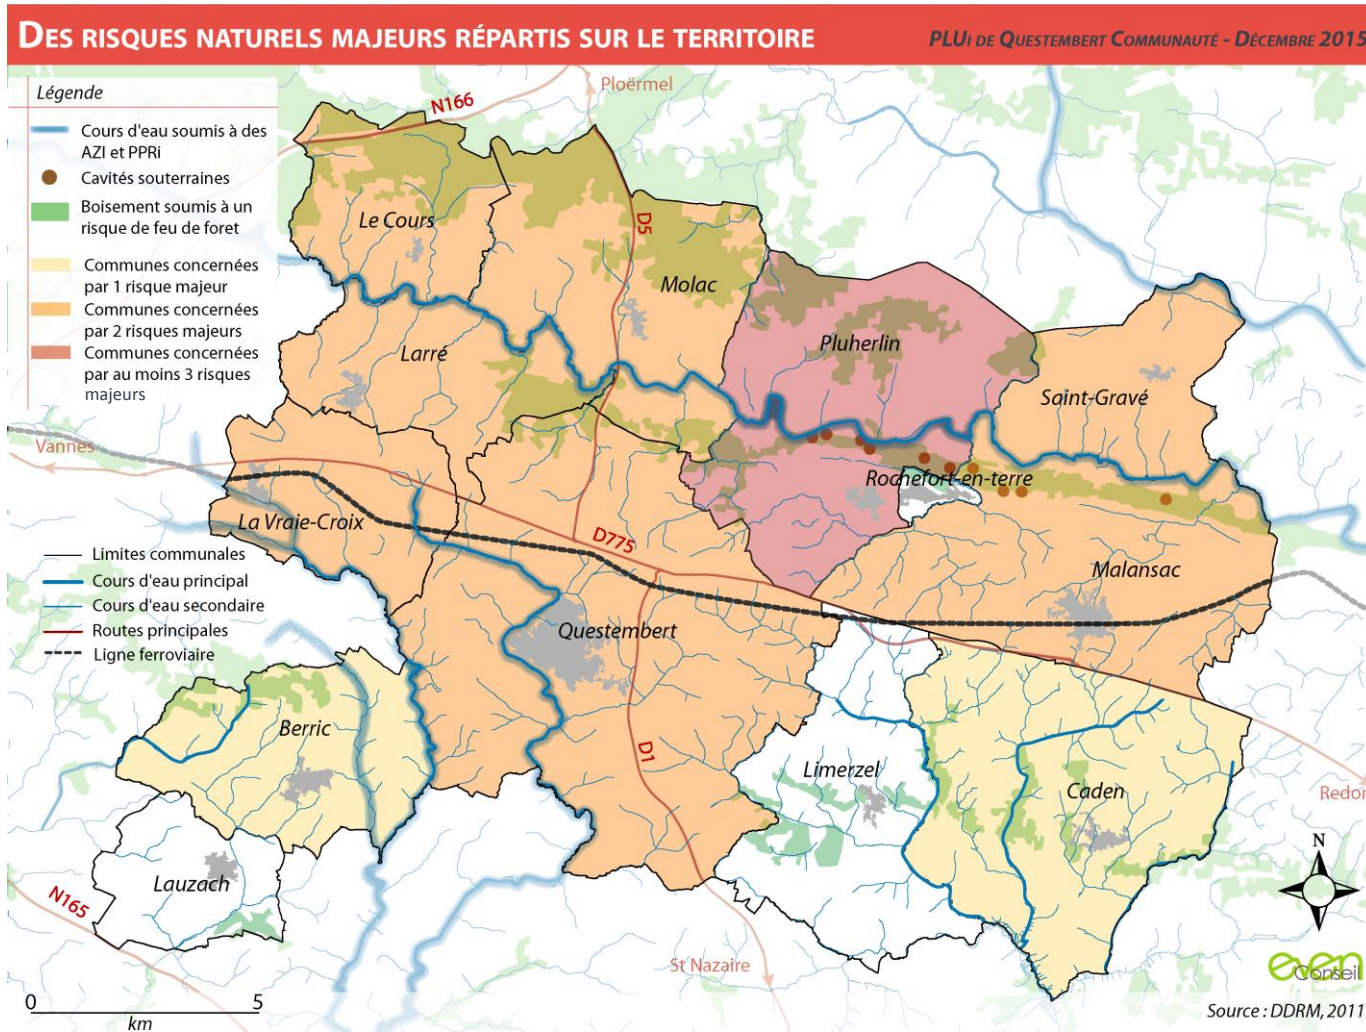 DES RISQUES NATURELS MAJEURS RÉPARTIS SUR LE TERRITOIRE
PLUI DE QUESTEMBERT COMMUNAUTÉ - DÉCEMBRE 2015
Légende
Cours d'eau soumis à des
AZI et PPRi
Cavités souterraines
Boisement soumis à un
risque de feu de foret
Communes concernées
par 1 risque majeur
Communes concernées
par 2 risques majeurs
Communes concernées
par au moins 3 risques
majeurs
Ploërmel
N166
Le Cours
D5
Molac
Larré
Pluherlin
Saint-Gravé
Vannes
Rochefort-en-terre
La Vraie-Croix
D775
Malansac
Limites communales
Cours d'eau principal
Cours d'eau secondaire
Routes principales
Ligne ferroviaire
Questembert
Berric
D1
Limerzel
Caden
Redon
Lauzach
N165
St Nazaire
N
0 5
km
even
Conseil
Source : DDRM, 2011